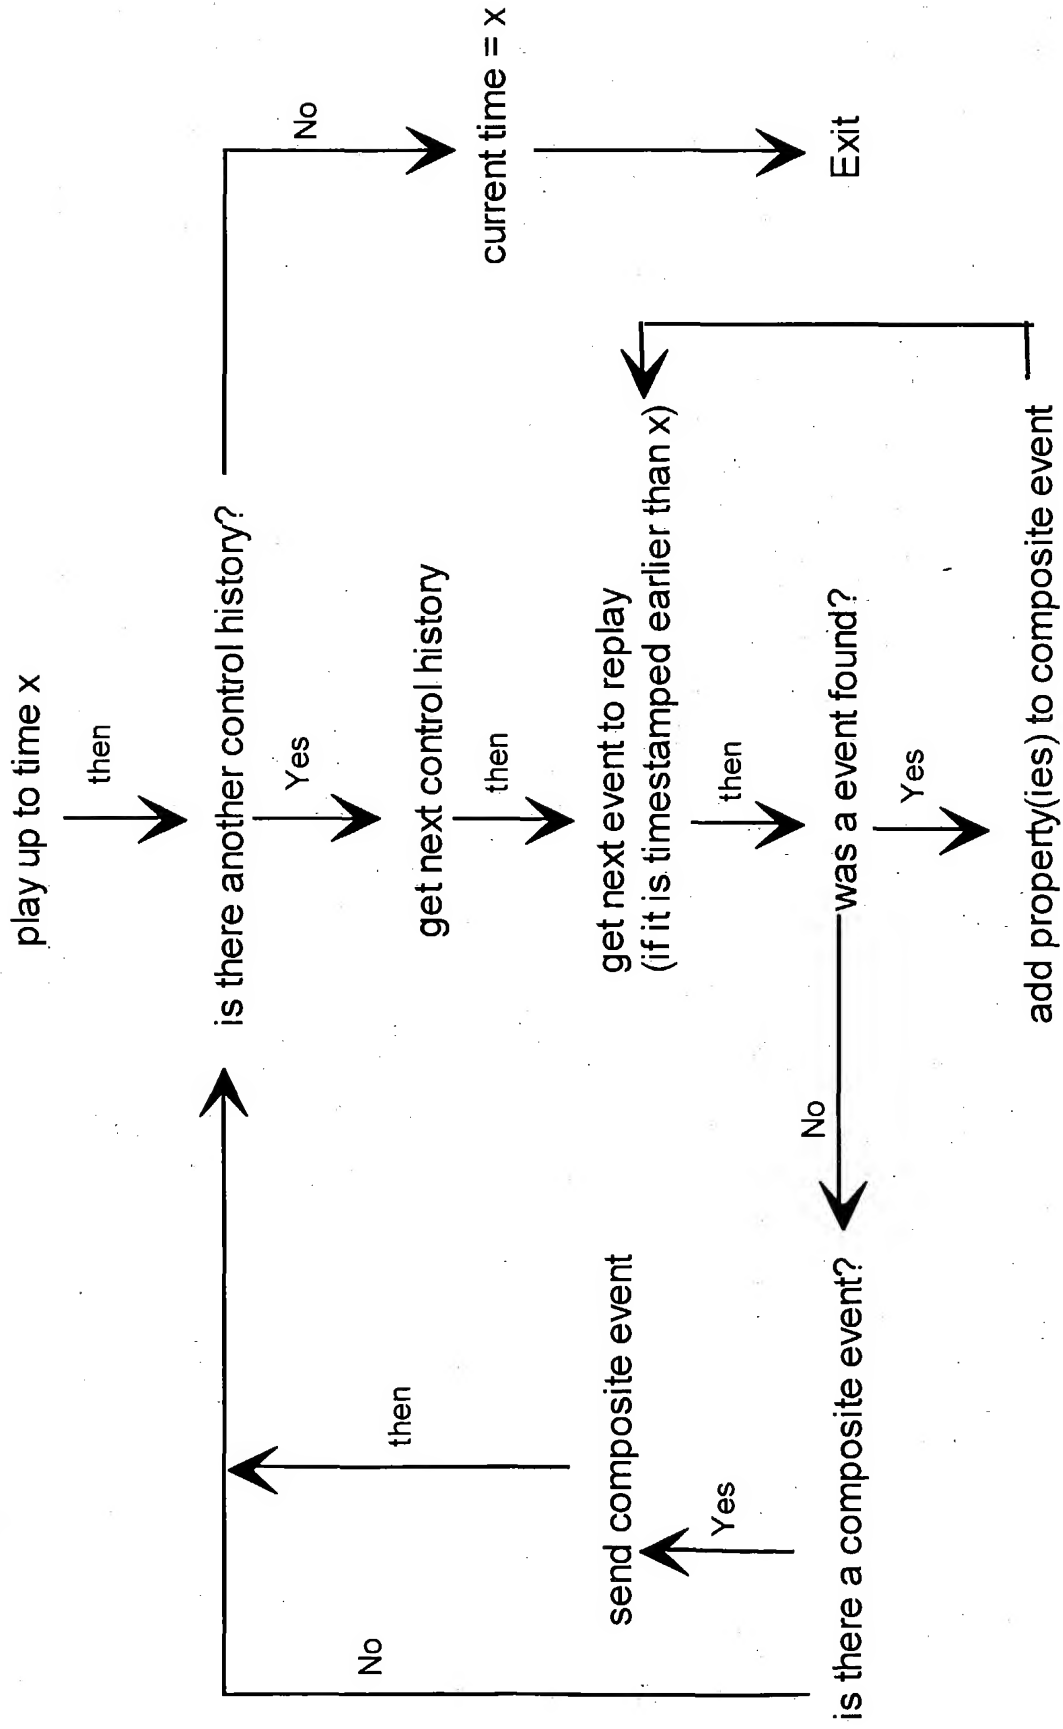 play up to time x
then
is there another control history?
No
current time = x
Exit
Yes
get next control history
then
get next event to replay
(if it is timestamped earlier than x)
then
was a event found?
Yes
add property(ies) to composite event
No
is there a composite event?
Yes
send composite event
then
No